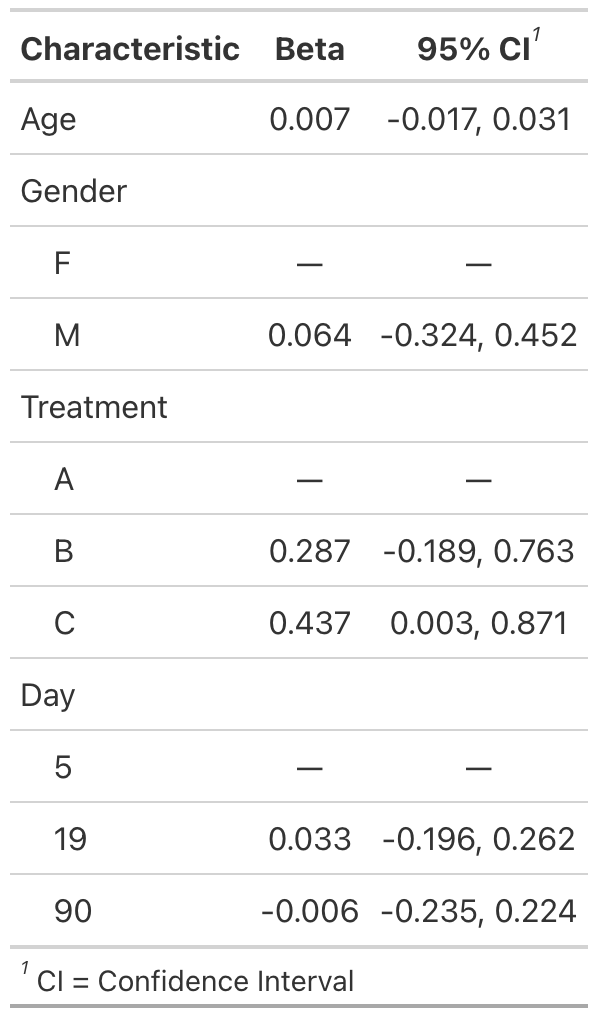 Characteristic Beta 95% CI1
Age 0.007 -0.017, 0.031
Gender
F — —
M 0.064 -0.324, 0.452
Treatment
A — —
B 0.287 -0.189, 0.763
C 0.437 0.003, 0.871
Day
5 — —
19 0.033 -0.196, 0.262
90 -0.006 -0.235, 0.224
1 CI = Confidence Interval